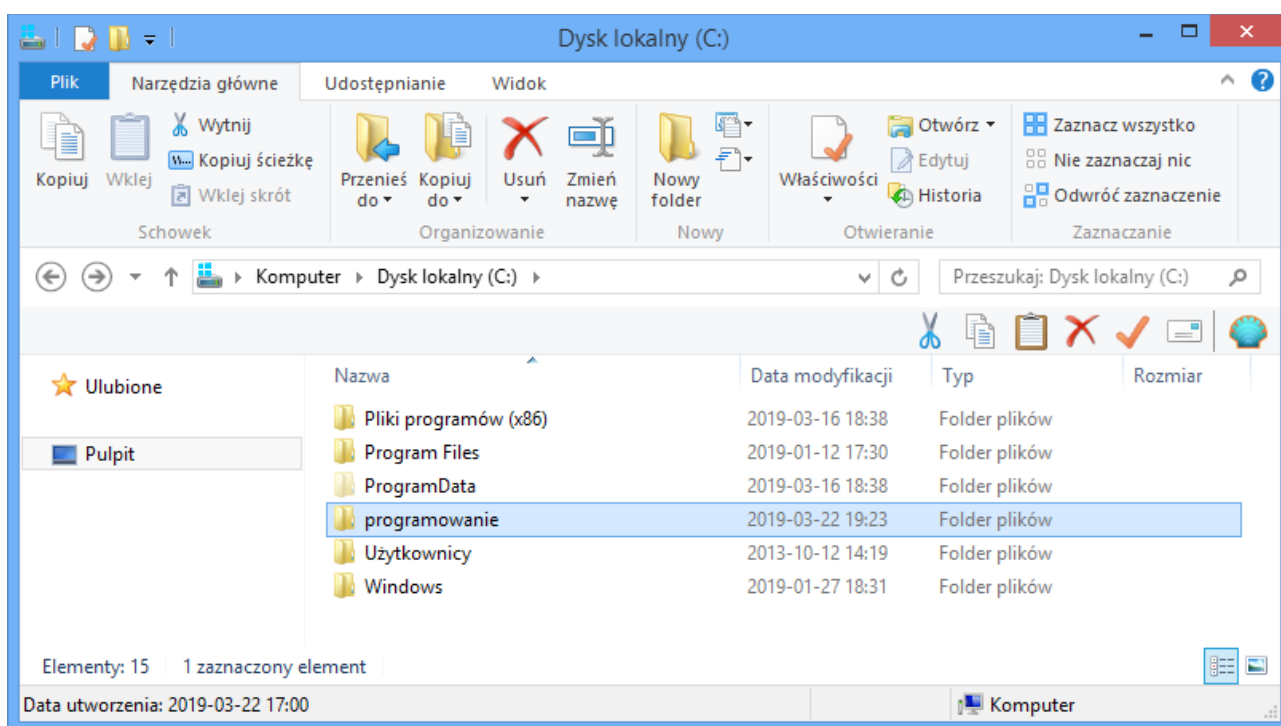 Dysk lokalny (C:)
Plik Narzędzia główne Udostępnianie Widok
Kopiuj
Wklej
Wytnij
Kopiuj ścieżkę
Wklej skrót
Schowek
Przenieś do
Kopiuj do
Usuń
Zmień nazwę
Organizowanie
Nowy folder
Nowy
Właściwości
Otwórz
Edytuj
Historia
Otwieranie
Zaznacz wszystko
Nie zaznaczaj nic
Odwróć zaznaczenie
Zaznaczanie
Komputer Dysk lokalny (C:)
Przeszukaj: Dysk lokalny (C:)
Ulubione
Pulpit
Nazwa Data modyfikacji Typ Rozmiar
Pliki programów (x86) 2019-03-16 18:38 Folder plików
Program Files 2019-01-12 17:30 Folder plików
ProgramData 2019-03-16 18:38 Folder plików
programowanie 2019-03-22 19:23 Folder plików
Użytkownicy 2013-10-12 14:19 Folder plików
Windows 2019-01-27 18:31 Folder plików
Elementy: 15 1 zaznaczony element
Data utworzenia: 2019-03-22 17:00 Komputer